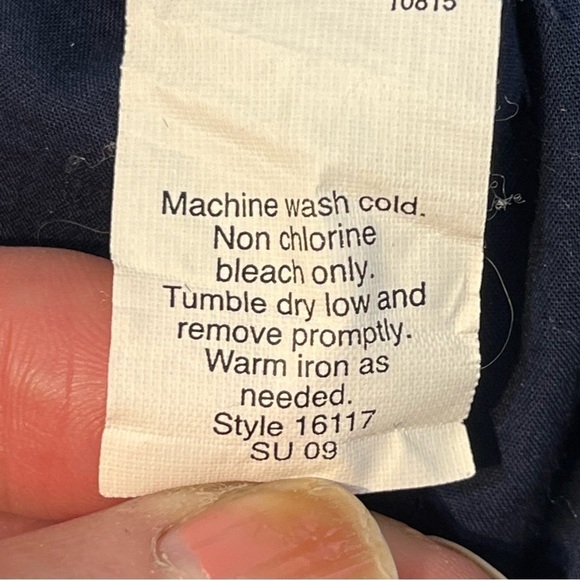 10815
Machine wash cold.
Non chlorine
bleach only.
Tumble dry low and
remove promptly.
Warm iron as
needed.
Style 16117
SU 09